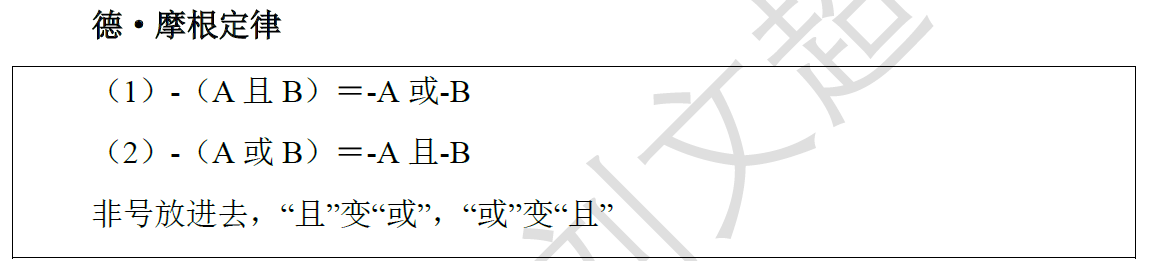 德·摩根定律
（1）-（A 且 B）＝-A 或-B
（2）-（A 或 B）＝-A 且-B
非号放进去，“且”变“或”，“或”变“且”
刘文超